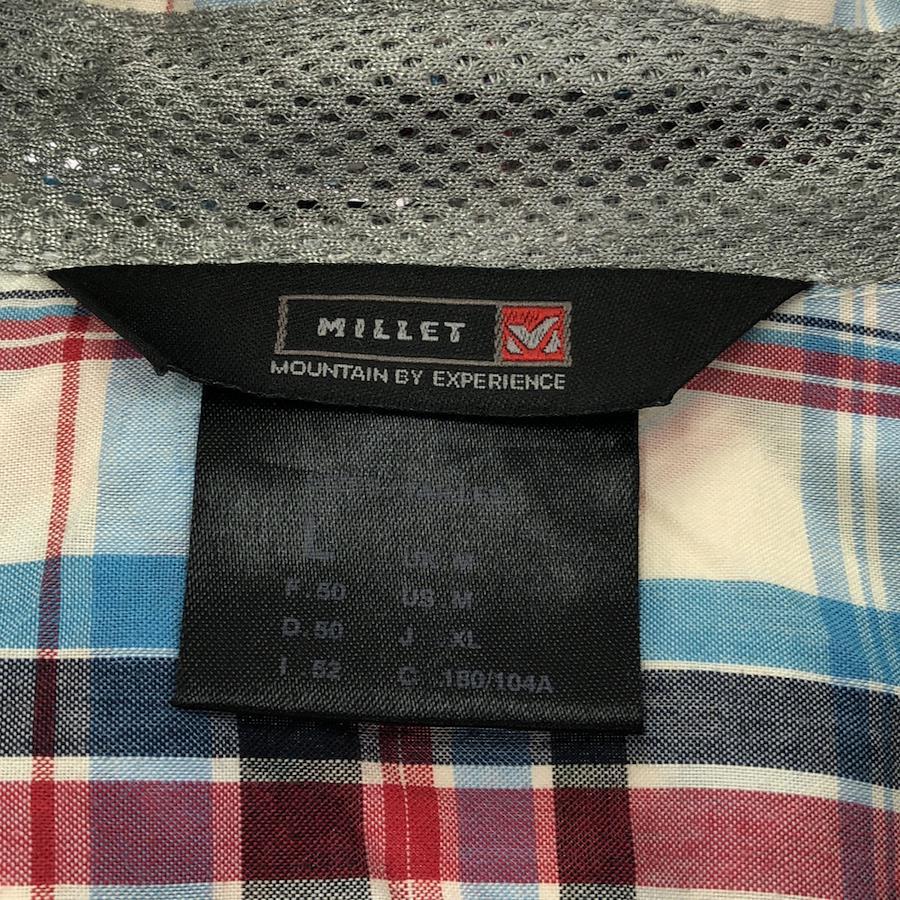 MILLET
MOUNTAIN BY EXPERIENCE
L UK M
F. 50 US M
D. 50 J XL
I 52 C 180/104A